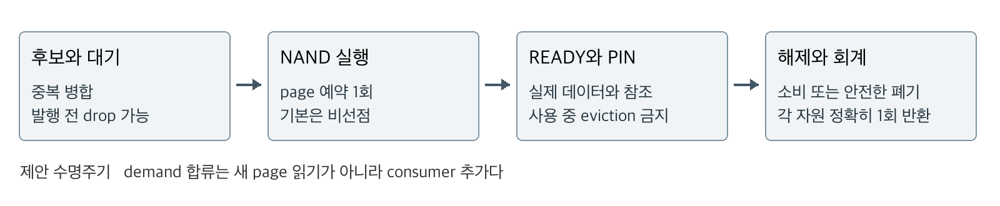 후보와 대기
중복 병합
발행 전 drop 가능
NAND 실행
page 예약 1회
기본은 비선점
READY와 PIN
실제 데이터와 참조
사용 중 eviction 금지
해제와 회계
소비 또는 안전한 폐기
각 자원 정확히 1회 반환
제안 수명주기 demand 합류는 새 page 읽기가 아니라 consumer 추가다